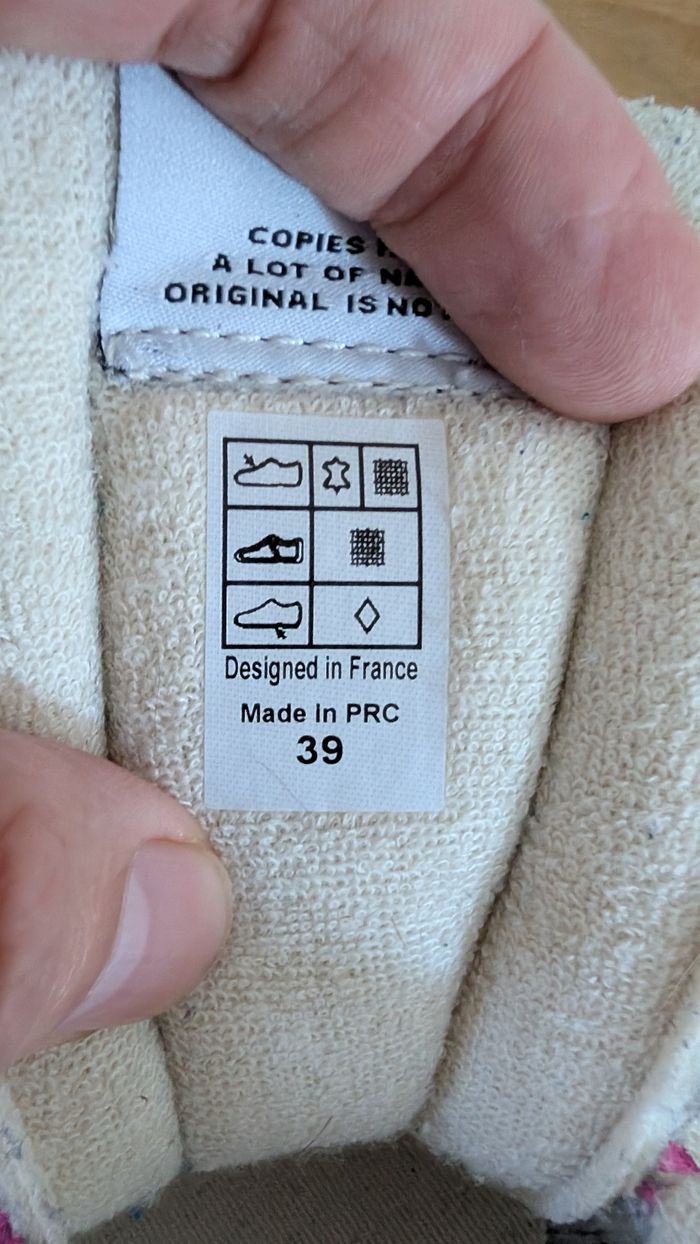 COPIES
A LOT OF
ORIGINAL IS
Designed in France
Made in PRC
39